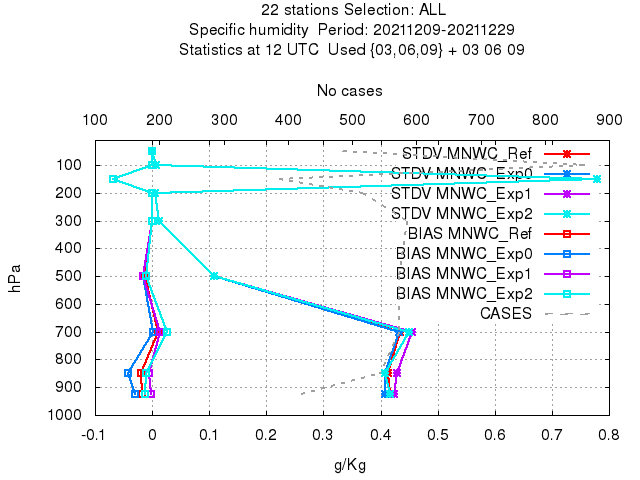 22 stations Selection: ALL
Specific humidity  Period: 20211209-20211229
Statistics at 12 UTC  Used {03,06,09} + 03 06 09
No cases
100 200 300 400 500 600 700 800 900
STDV MNWC_Ref
STDV MNWC_Exp0
STDV MNWC_Exp1
STDV MNWC_Exp2
BIAS MNWC_Ref
BIAS MNWC_Exp0
BIAS MNWC_Exp1
BIAS MNWC_Exp2
CASES
hPa
100
200
300
400
500
600
700
800
900
1000
-0.1 0 0.1 0.2 0.3 0.4 0.5 0.6 0.7 0.8
g/Kg